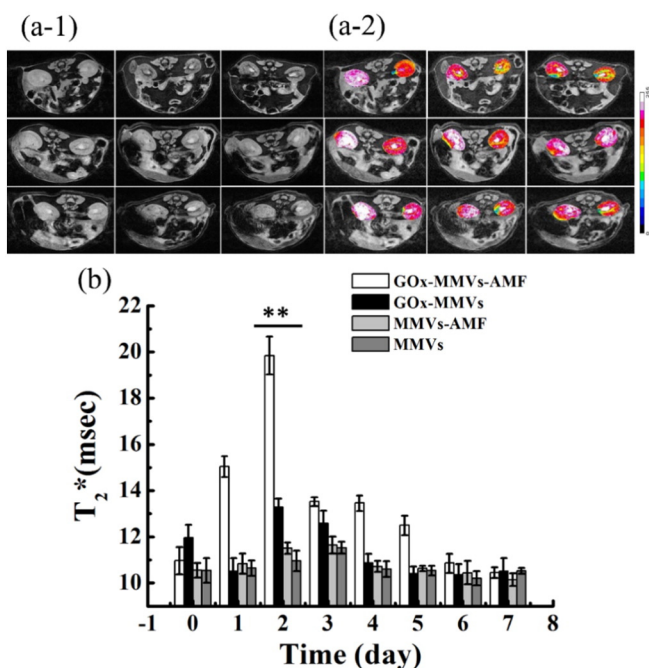 (a-1)
(a-2)
(b)
GOx-MMVs-AMF
GOx-MMVs
MMVs-AMF
MMVs
**
22
20
18
16
14
12
10
T2*(msec)
-1 0 1 2 3 4 5 6 7 8
Time (day)